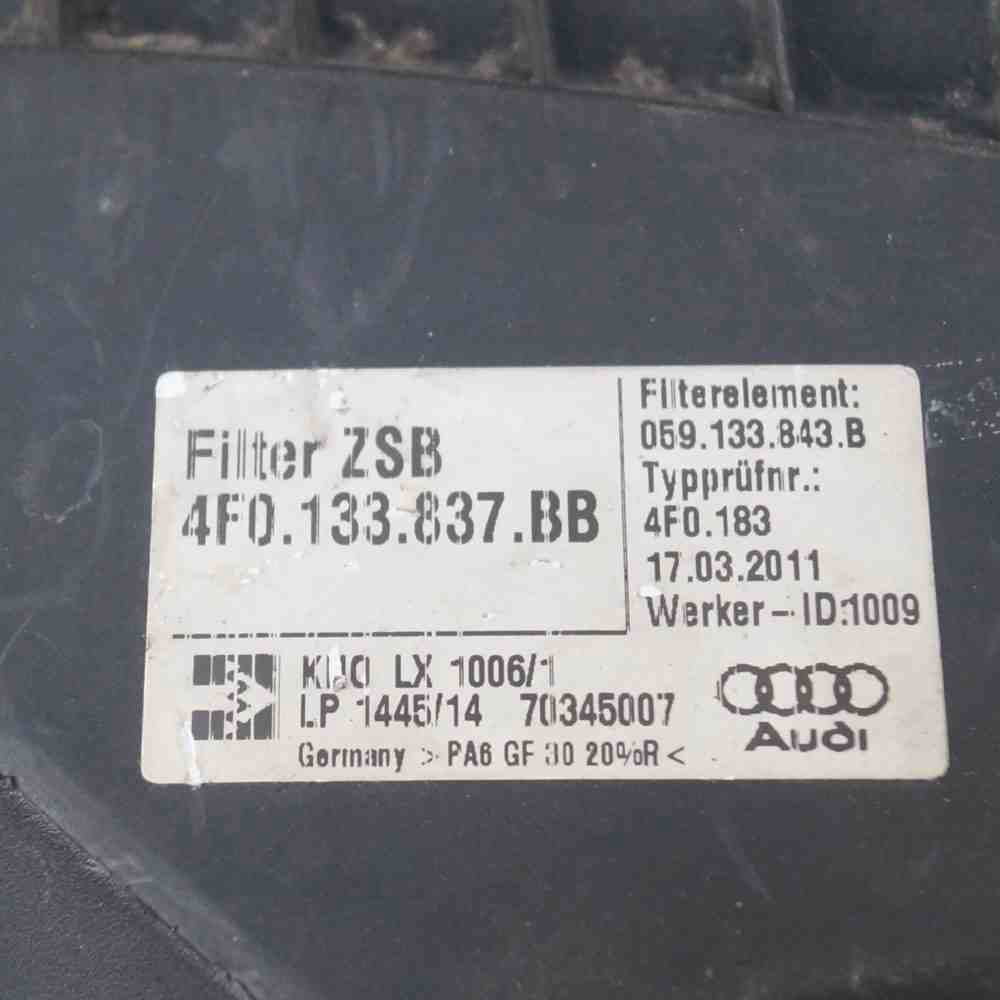 Filter ZSB
4F0.133.837.BB
Filterelement:
059.133.843.B
Typprüfnr.:
4F0.183
17.03.2011
Werker-ID:1009
LX 1006/1
LP 1445/14 70345007
Germany >PA6 GF 30 20%R<
Audi